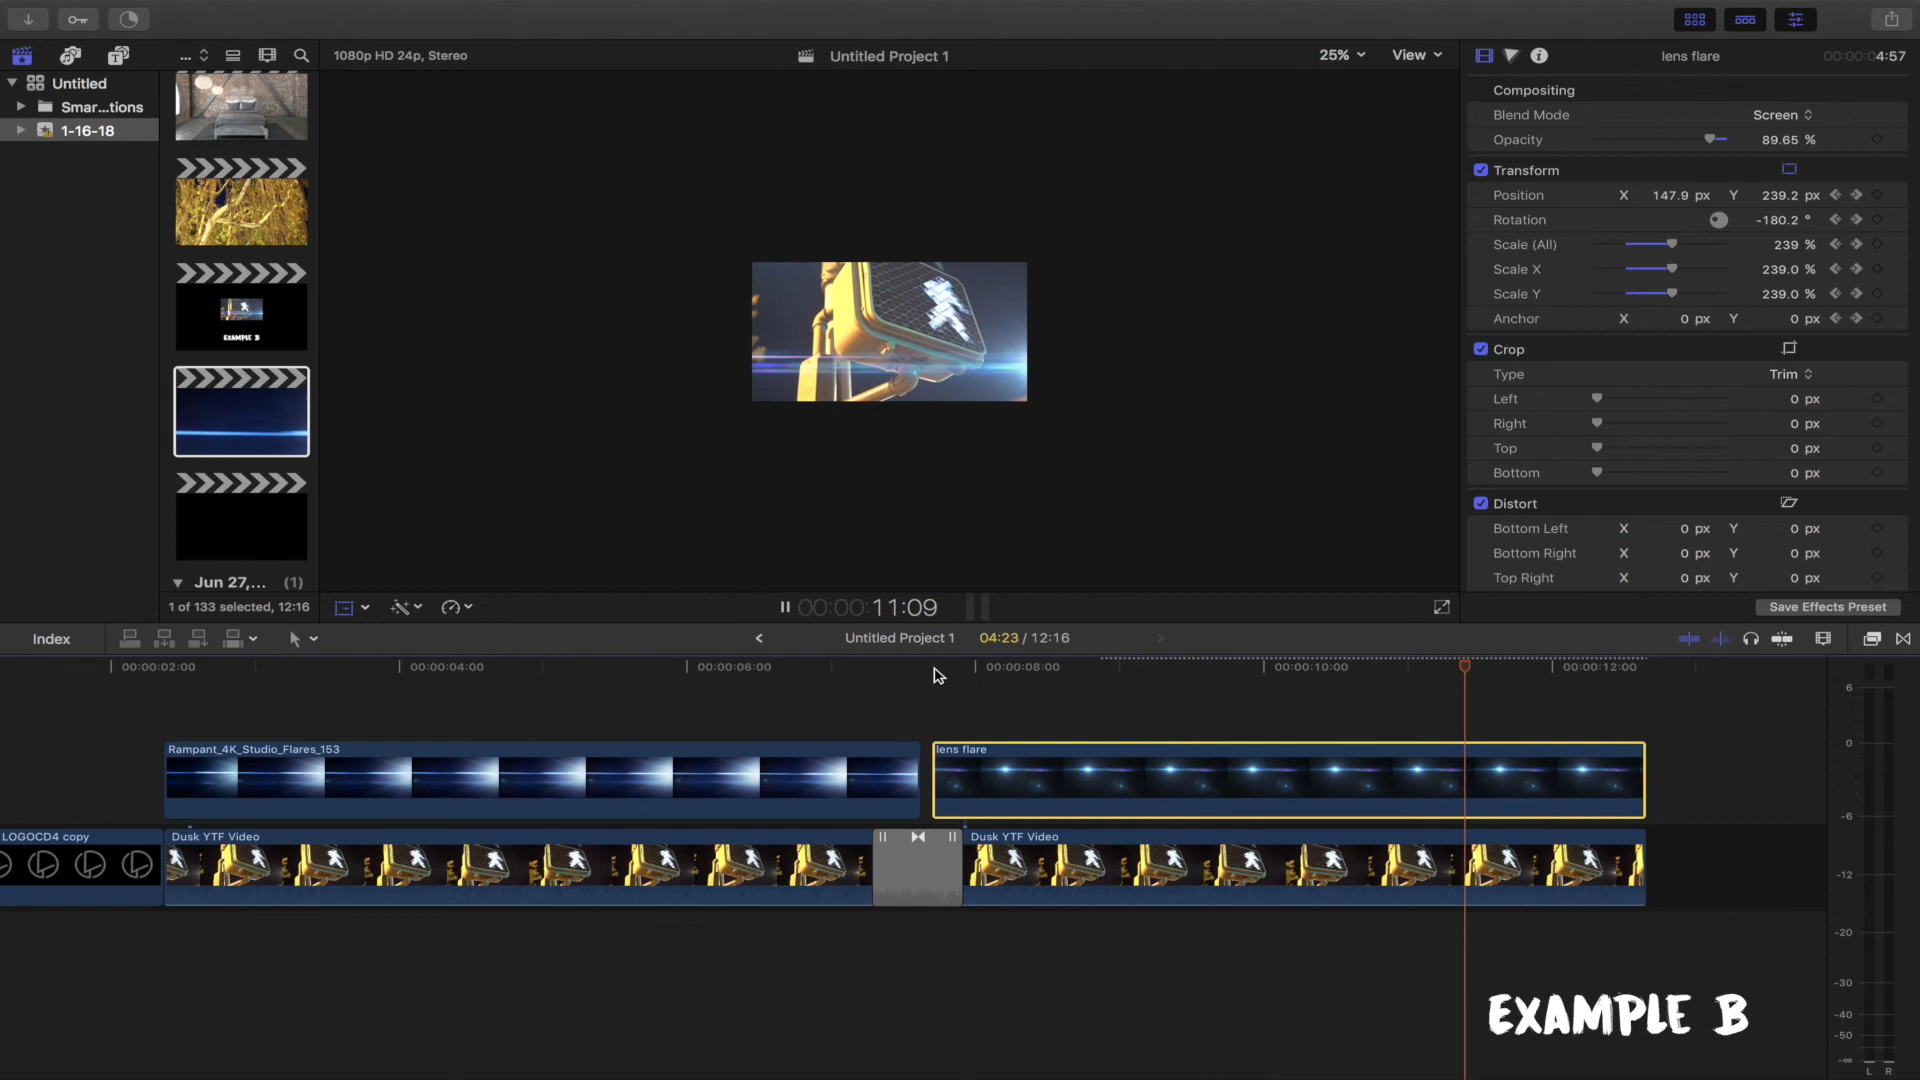 ... 1080p HD 24p, Stereo Untitled Project 1 25% View lens flare 00:00:04:57
Untitled
Smar...tions
1-16-18
EXAMPLE B
Jun 27,... (1)
1 of 133 selected, 12:16
00:00:11:09
Compositing
Blend Mode Screen
Opacity 89.65 %
Transform
Position X 147.9 px Y 239.2 px
Rotation -180.2 °
Scale (All) 239 %
Scale X 239.0 %
Scale Y 239.0 %
Anchor X 0 px Y 0 px
Crop
Type Trim
Left 0 px
Right 0 px
Top 0 px
Bottom 0 px
Distort
Bottom Left X 0 px Y 0 px
Bottom Right X 0 px Y 0 px
Top Right X 0 px Y 0 px
Save Effects Preset
Index Untitled Project 1 04:23 / 12:16
00:00:02:00 00:00:04:00 00:00:06:00 00:00:08:00 00:00:10:00 00:00:12:00
Rampant_4K_Studio_Flares_153 lens flare
LOGOCD4 copy Dusk YTF Video Dusk YTF Video
6
0
-6
-12
-20
-30
-40
-50
-∞
L R
EXAMPLE B